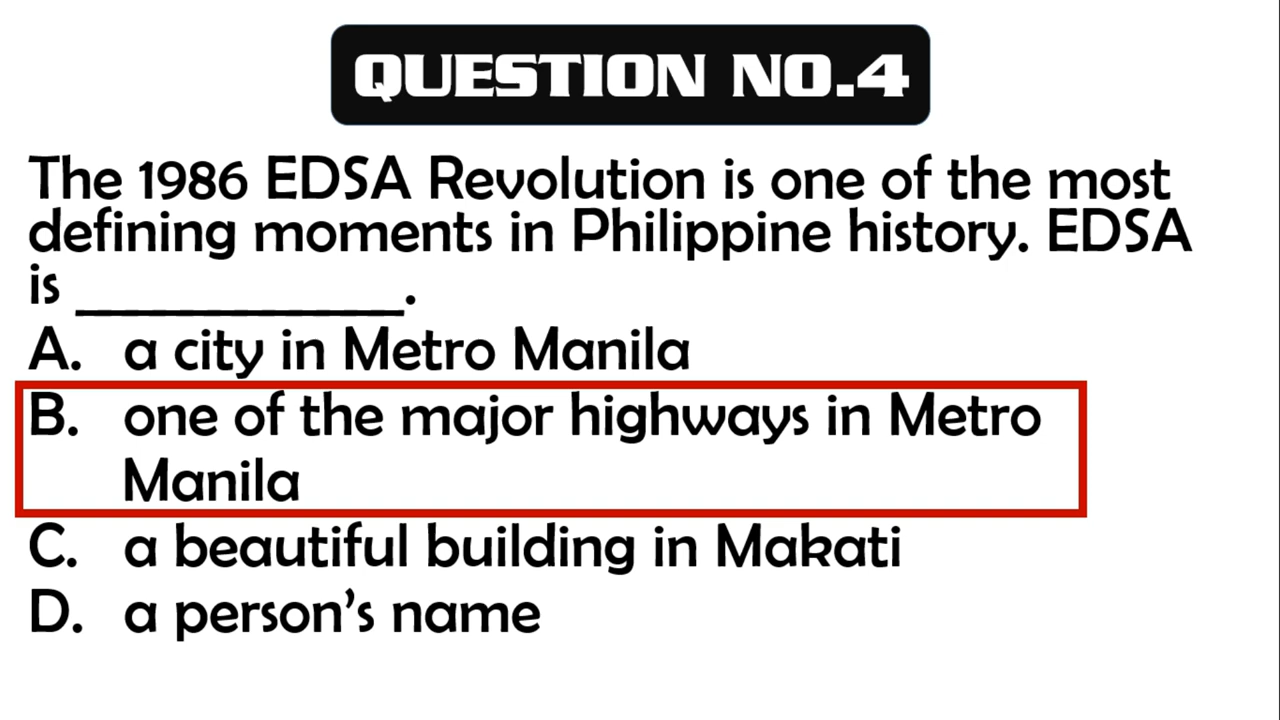 QUESTION NO.4
The 1986 EDSA Revolution is one of the most
defining moments in Philippine history. EDSA
is ____________.
A. a city in Metro Manila
B. one of the major highways in Metro
Manila
C. a beautiful building in Makati
D. a person's name